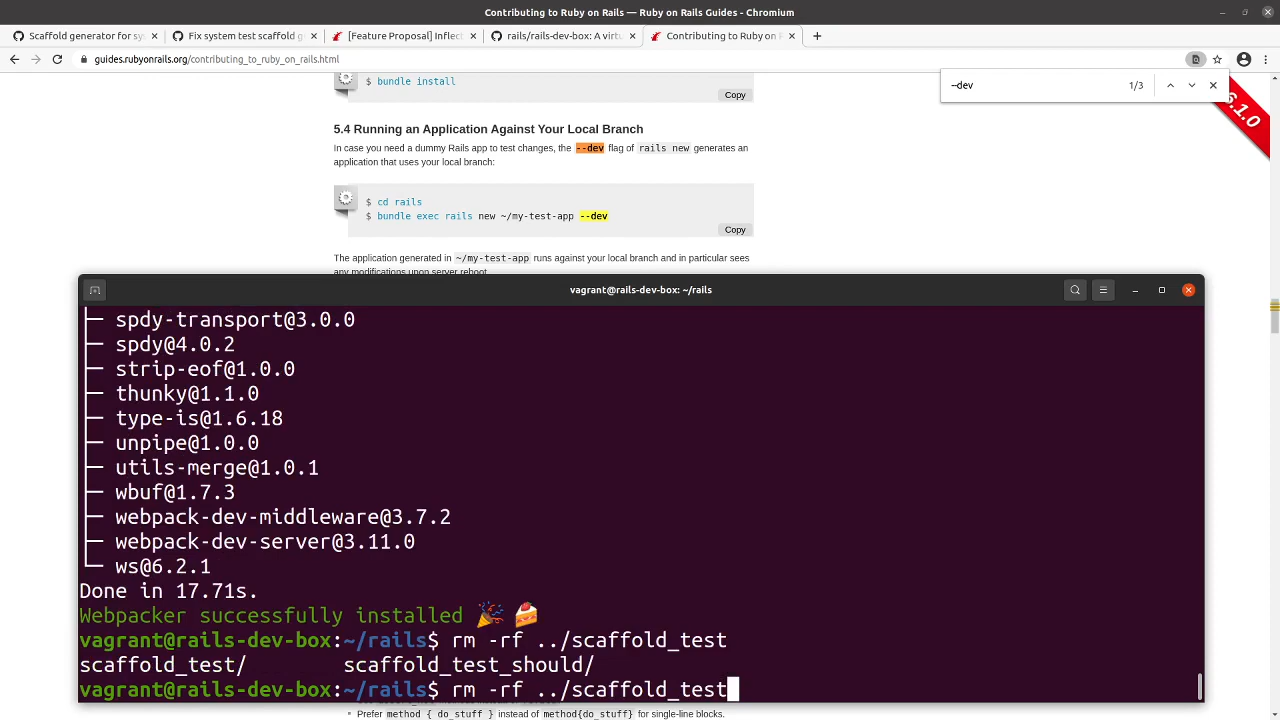 Contributing to Ruby on Rails — Ruby on Rails Guides - Chromium
Scaffold generator for sy
Fix system test scaffold g
[Feature Proposal] Inflect
rails/rails-dev-box: A virtu
Contributing to Ruby on R
guides.rubyonrails.org/contributing_to_ruby_on_rails.html
--dev 1/3
6.1.0
$ bundle install
Copy
5.4 Running an Application Against Your Local Branch
In case you need a dummy Rails app to test changes, the --dev flag of rails new generates an
application that uses your local branch:
$ cd rails
$ bundle exec rails new ~/my-test-app --dev
Copy
The application generated in ~/my-test-app runs against your local branch and in particular sees
any modifications upon server reboot.
vagrant@rails-dev-box: ~/rails
├─ spdy-transport@3.0.0
├─ spdy@4.0.2
├─ strip-eof@1.0.0
├─ thunky@1.1.0
├─ type-is@1.6.18
├─ unpipe@1.0.0
├─ utils-merge@1.0.1
├─ wbuf@1.7.3
├─ webpack-dev-middleware@3.7.2
├─ webpack-dev-server@3.11.0
└─ ws@6.2.1
Done in 17.71s.
Webpacker successfully installed 🎉 🍰
vagrant@rails-dev-box:~/rails$ rm -rf ../scaffold_test
scaffold_test/ scaffold_test_should/
vagrant@rails-dev-box:~/rails$ rm -rf ../scaffold_test
Prefer method { do_stuff } instead of method{do_stuff} for single-line blocks.